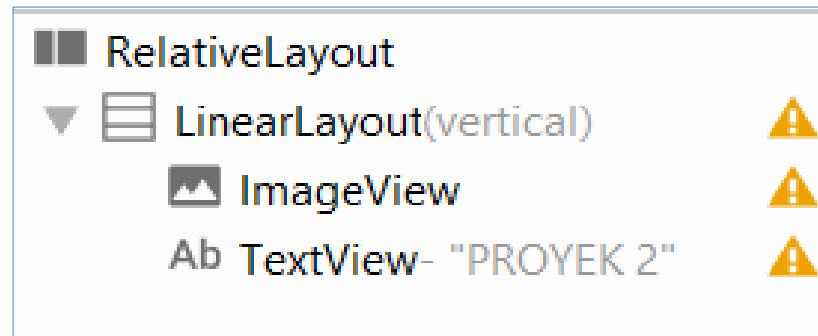 RelativeLayout
LinearLayout(vertical)
ImageView
Ab TextView- "PROYEK 2"